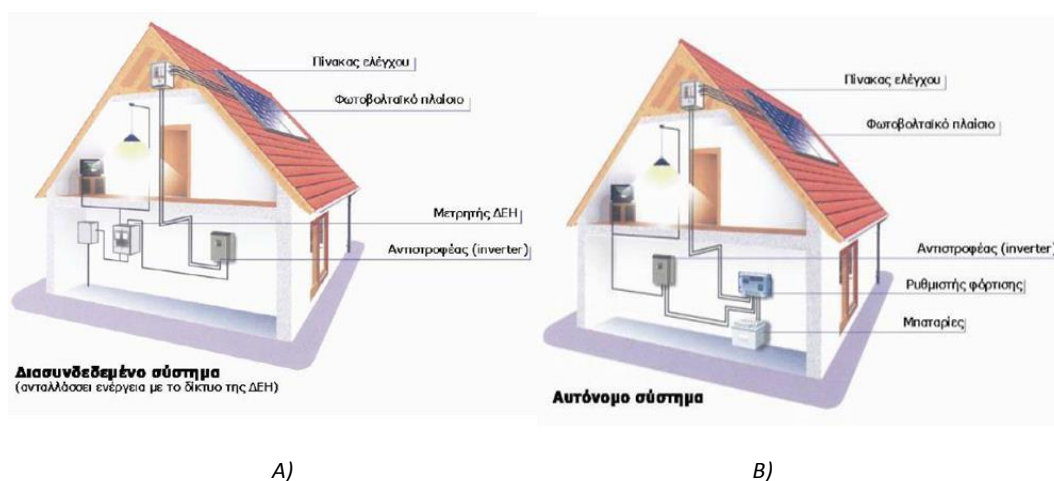 Πίνακας ελέγχου
Φωτοβολταϊκό πλαίσιο
Μετρητής ΔΕΗ
Αντιστροφέας (inverter)
Διασυνδεδεμένο σύστημα
(ανταλλάσσει ενέργεια με το δίκτυο της ΔΕΗ)
A)
Πίνακας ελέγχου
Φωτοβολταϊκό πλαίσιο
Αντιστροφέας (inverter)
Ρυθμιστής φόρτισης
Μπαταρίες
Αυτόνομο σύστημα
B)